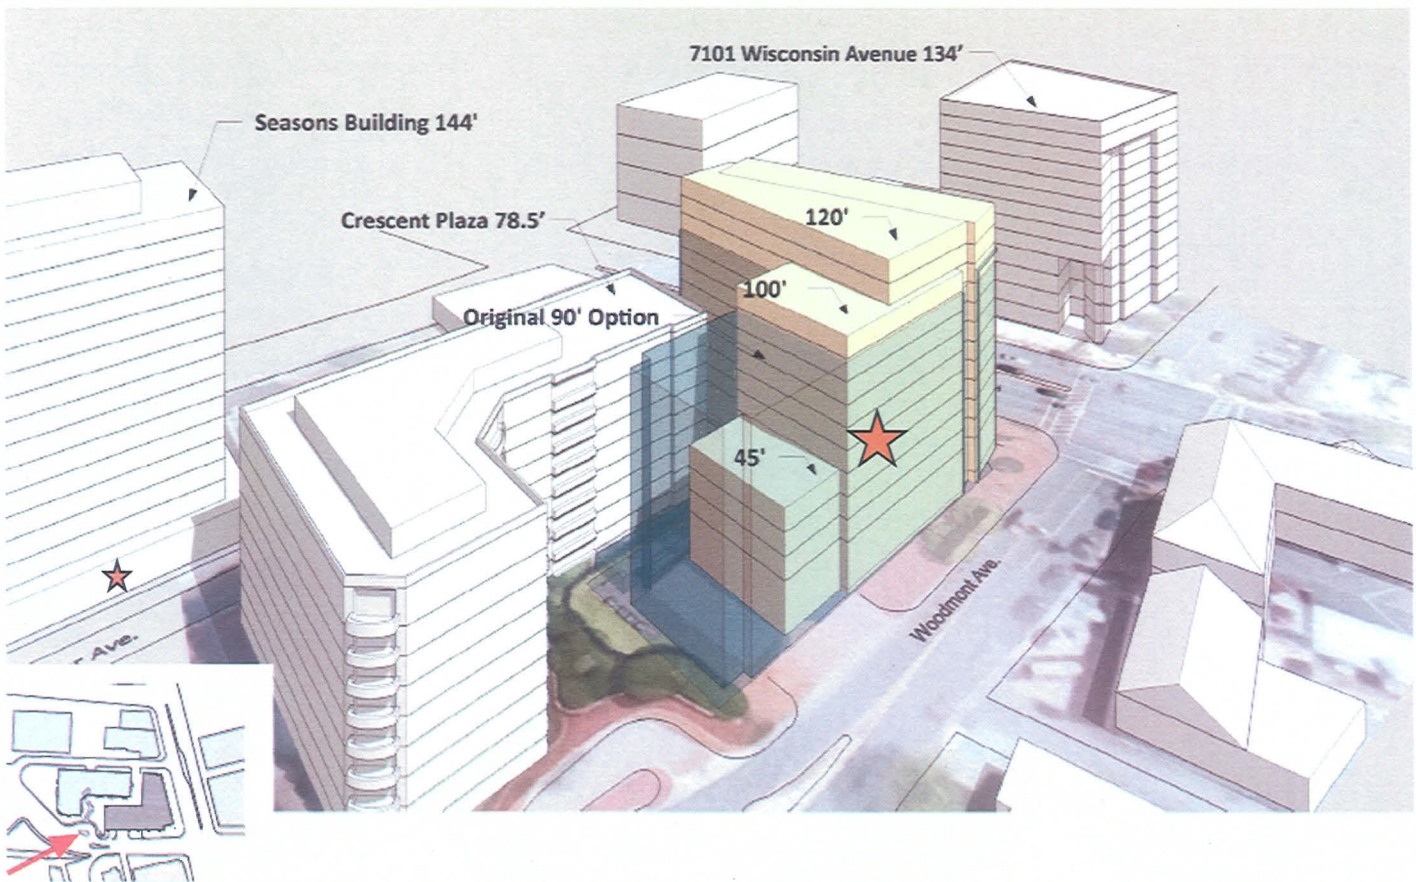 7101 Wisconsin Avenue 134′
Seasons Building 144'
Crescent Plaza 78.5′
120'
100'
Original 90' Option
45'
Woodmont Ave.
Ave.